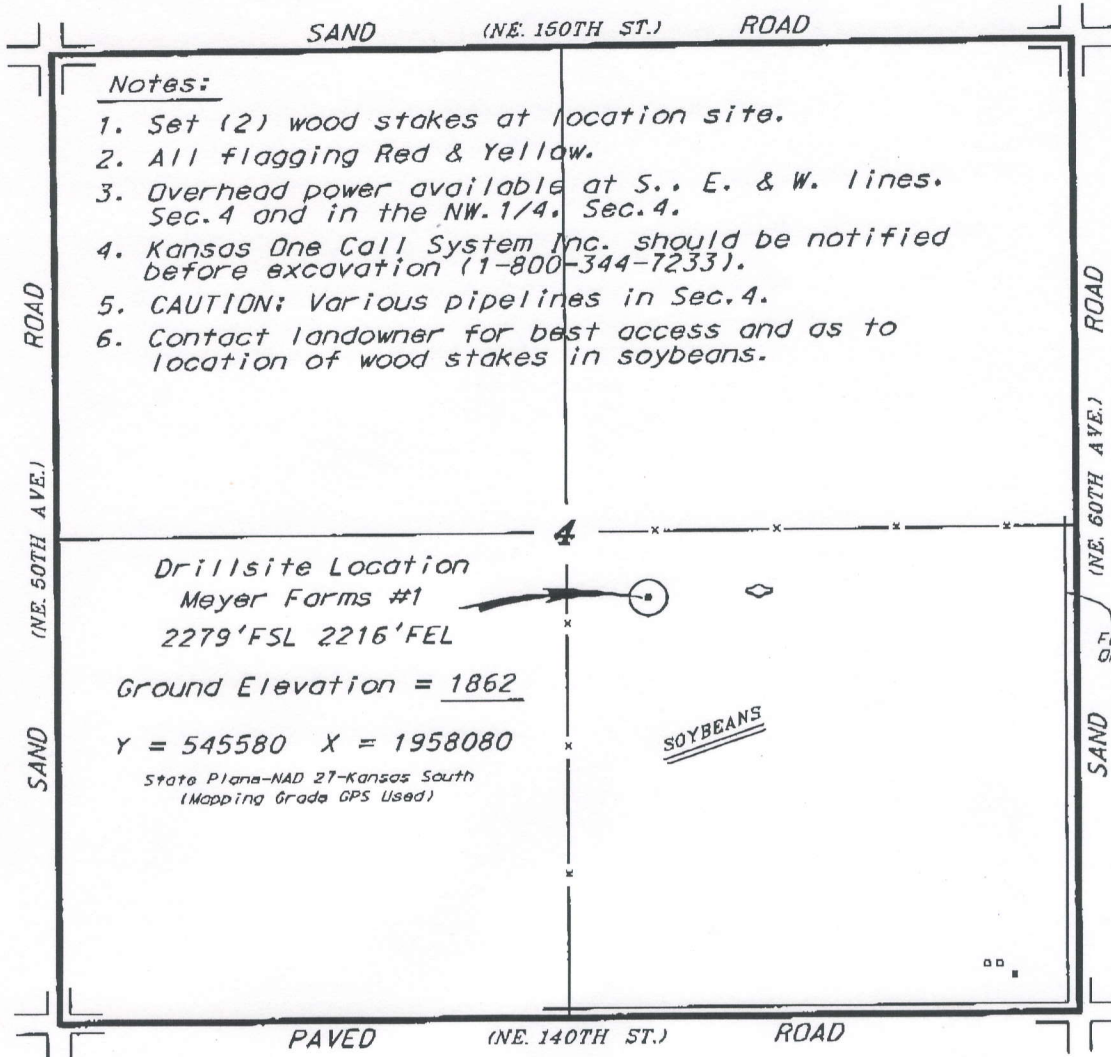 SAND (NE. 150TH ST.) ROAD
Notes:
1. Set (2) wood stakes at location site.
2. All flagging Red & Yellow.
3. Overhead power available at S., E. & W. lines.
Sec.4 and in the NW.1/4, Sec.4.
4. Kansas One Call System Inc. should be notified
before excavation (1-800-344-7233).
5. CAUTION: Various pipelines in Sec.4.
6. Contact landowner for best access and as to
location of wood stakes in soybeans.
ROAD
(NE. 50TH AVE.)
SAND
ROAD
(NE. 60TH AVE.)
SAND
4
Drillsite Location
Meyer Farms #1
2279'FSL 2216'FEL
Ground Elevation = 1862
Y = 545580 X = 1958080
State Plane-NAD 27-Kansas South
(Mapping Grade GPS Used)
SOYBEANS
PAVED (NE. 140TH ST.) ROAD